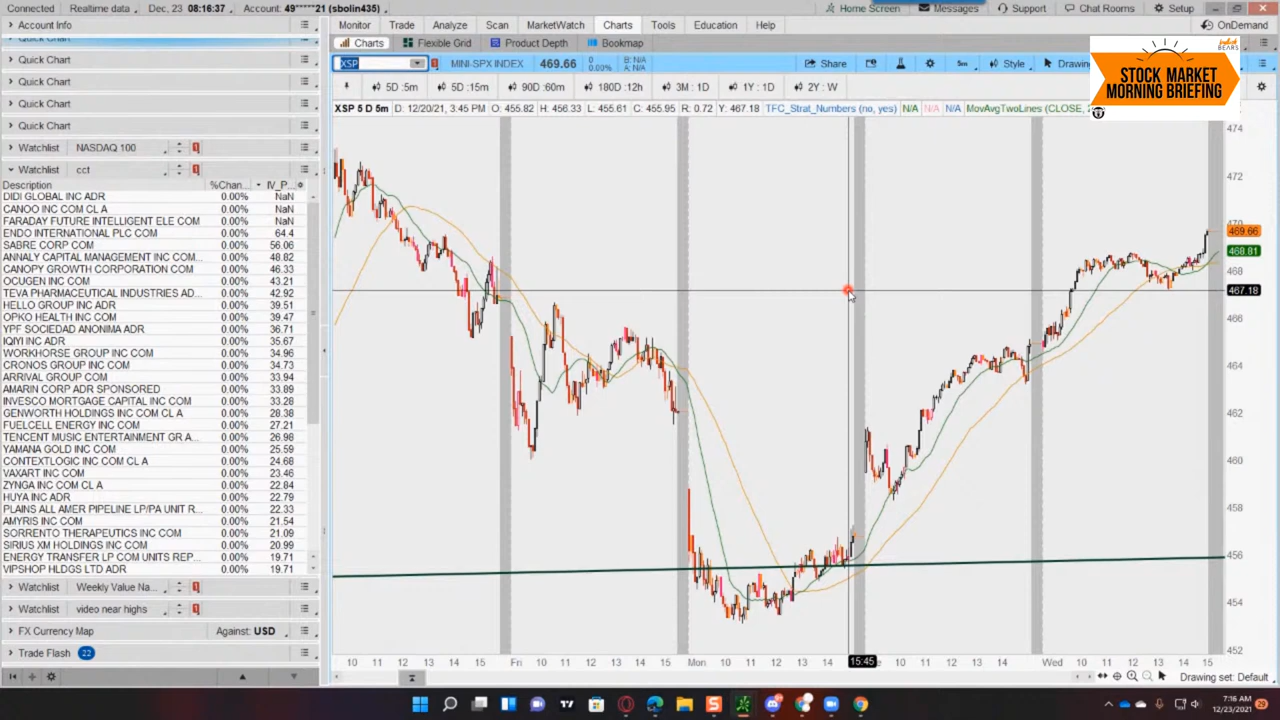 Connected Realtime data Dec, 23 08:16:37 Account: 49*****21 (sbolin435) Home Screen Messages Support Chat Rooms Setup
Account Info
Monitor Trade Analyze Scan MarketWatch Charts Tools Education Help OnDemand
Quick Chart
Charts Flexible Grid Product Depth Bookmap
Quick Chart
XSP MINI-SPX INDEX 469.66 0 0.00% B: N/A A: N/A Share 5m Style Drawin
STOCK MARKET
MORNING BRIEFING
BEARS
Quick Chart
5D :5m 5D :15m 90D :60m 180D :12h 3M : 1D 1Y : 1D 2Y : W
Quick Chart
XSP 5 D 5m D: 12/20/21, 3:45 PM O: 455.82 H: 456.33 L: 455.61 C: 455.95 R: 0.72 Y: 467.18 TFC_Strat_Numbers (no, yes) N/A N/A N/A MovAvgTwoLines (CLOSE, 2
Quick Chart
Watchlist NASDAQ 100
Watchlist cct
Description %Chan... IV_P...
DIDI GLOBAL INC ADR 0.00% NaN
CANOO INC COM CL A 0.00% NaN
FARADAY FUTURE INTELLIGENT ELE COM 0.00% NaN
ENDO INTERNATIONAL PLC COM 0.00% 64.4
SABRE CORP COM 0.00% 56.06
ANNALY CAPITAL MANAGEMENT INC COM... 0.00% 48.82
CANOPY GROWTH CORPORATION COM 0.00% 46.33
OCUGEN INC COM 0.00% 43.21
TEVA PHARMACEUTICAL INDUSTRIES AD... 0.00% 42.92
HELLO GROUP INC ADR 0.00% 39.51
OPKO HEALTH INC COM 0.00% 39.47
YPF SOCIEDAD ANONIMA ADR 0.00% 36.71
IQIYI INC ADR 0.00% 35.67
WORKHORSE GROUP INC COM 0.00% 34.96
CRONOS GROUP INC COM 0.00% 34.73
ARRIVAL GROUP COM 0.00% 33.94
AMARIN CORP ADR SPONSORED 0.00% 33.89
INVESCO MORTGAGE CAPITAL INC COM 0.00% 33.28
GENWORTH HOLDINGS INC COM CL A 0.00% 28.38
FUELCELL ENERGY INC COM 0.00% 27.21
TENCENT MUSIC ENTERTAINMENT GR A... 0.00% 26.98
YAMANA GOLD INC COM 0.00% 25.59
CONTEXTLOGIC INC COM CL A 0.00% 24.68
VAXART INC COM 0.00% 23.46
ZYNGA INC COM CL A 0.00% 22.84
HUYA INC ADR 0.00% 22.79
PLAINS ALL AMER PIPELINE LP/PA UNIT R... 0.00% 22.33
AMYRIS INC COM 0.00% 21.54
SORRENTO THERAPEUTICS INC COM 0.00% 21.09
SIRIUS XM HOLDINGS INC COM 0.00% 20.99
ENERGY TRANSFER LP COM UNITS REP... 0.00% 19.71
VIPSHOP HLDGS LTD ADR 0.00% 19.71
Watchlist Weekly Value Na...
Watchlist video near highs
FX Currency Map Against: USD
Trade Flash 22
474
472
470
469.66
468.81
468
467.18
466
464
462
460
458
456
454
452
10 11 12 13 14 15 Fri 10 11 12 13 14 15 Mon 10 11 12 13 14 15:45 10 11 12 13 14 15 Wed 10 11 12 13 14 15
Drawing set: Default
7:16 AM
12/23/2021
29